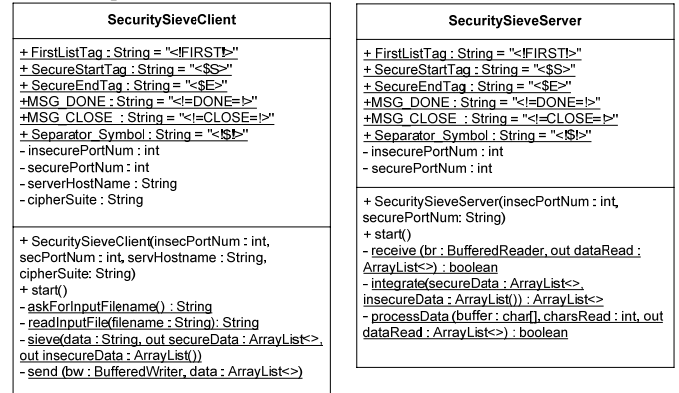 SecuritySieveClient
+ FirstListTag : String = "<!FIRST!>"
+ SecureStartTag : String = "<$S>"
+ SecureEndTag : String = "<$E>"
+MSG_DONE : String = "<!=DONE=!>"
+MSG_CLOSE : String = "<!=CLOSE=!>"
+ Separator_Symbol : String = "<!$!>"
- insecurePortNum : int
- securePortNum : int
- serverHostName : String
- cipherSuite : String
+ SecuritySieveClient(insecPortNum : int,
secPortNum : int, servHostname : String,
cipherSuite: String)
+ start()
- askForInputFilename() : String
- readInputFile(filename : String): String
- sieve(data : String, out secureData : ArrayList<>,
out insecureData : ArrayList())
- send (bw : BufferedWriter, data : ArrayList<>)
SecuritySieveServer
+ FirstListTag : String = "<!FIRST!>"
+ SecureStartTag : String = "<$S>"
+ SecureEndTag : String = "<$E>"
+MSG_DONE : String = "<!=DONE=!>"
+MSG_CLOSE : String = "<!=CLOSE=!>"
+ Separator_Symbol : String = "<!$!>"
- insecurePortNum : int
- securePortNum : int
+ SecuritySieveServer(insecPortNum : int,
securePortNum: String)
+ start()
- receive (br : BufferedReader, out dataRead :
ArrayList<>) : boolean
- integrate(secureData : ArrayList<>,
insecureData : ArrayList()) : ArrayList<>
- processData (buffer : char[], charsRead : int, out
dataRead : ArrayList<>) : boolean